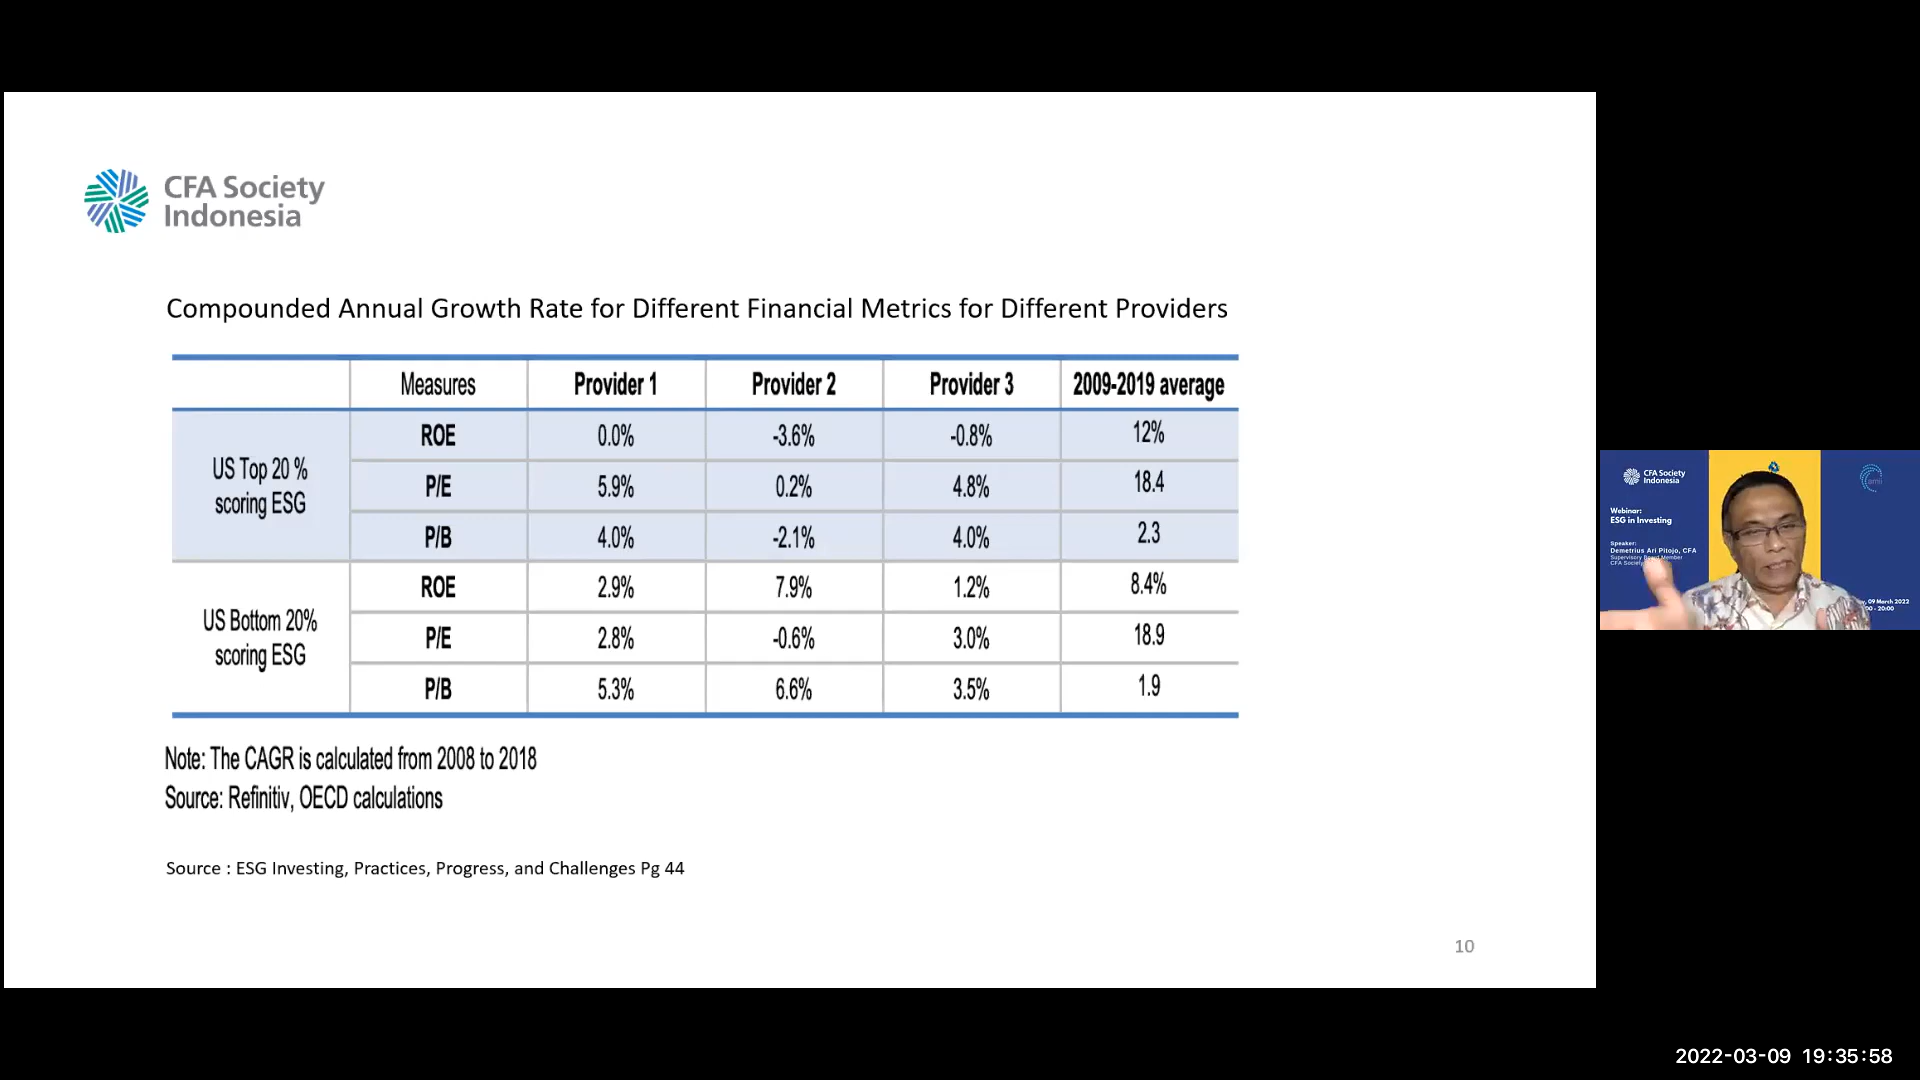 CFA Society
Indonesia
Compounded Annual Growth Rate for Different Financial Metrics for Different Providers
Measures Provider 1 Provider 2 Provider 3 2009-2019 average
US Top 20 % scoring ESG
ROE 0.0% -3.6% -0.8% 12%
P/E 5.9% 0.2% 4.8% 18.4
P/B 4.0% -2.1% 4.0% 2.3
US Bottom 20% scoring ESG
ROE 2.9% 7.9% 1.2% 8.4%
P/E 2.8% -0.6% 3.0% 18.9
P/B 5.3% 6.6% 3.5% 1.9
Note: The CAGR is calculated from 2008 to 2018
Source: Refinitiv, OECD calculations
Source : ESG Investing, Practices, Progress, and Challenges Pg 44
10
CFA Society
Indonesia
Webinar:
ESG in Investing
Speaker:
Demetrius Ari Pitojo, CFA
Supervisory Board Member
CFA Society
09 March 2022
20:00
2022-03-09 19:35:58